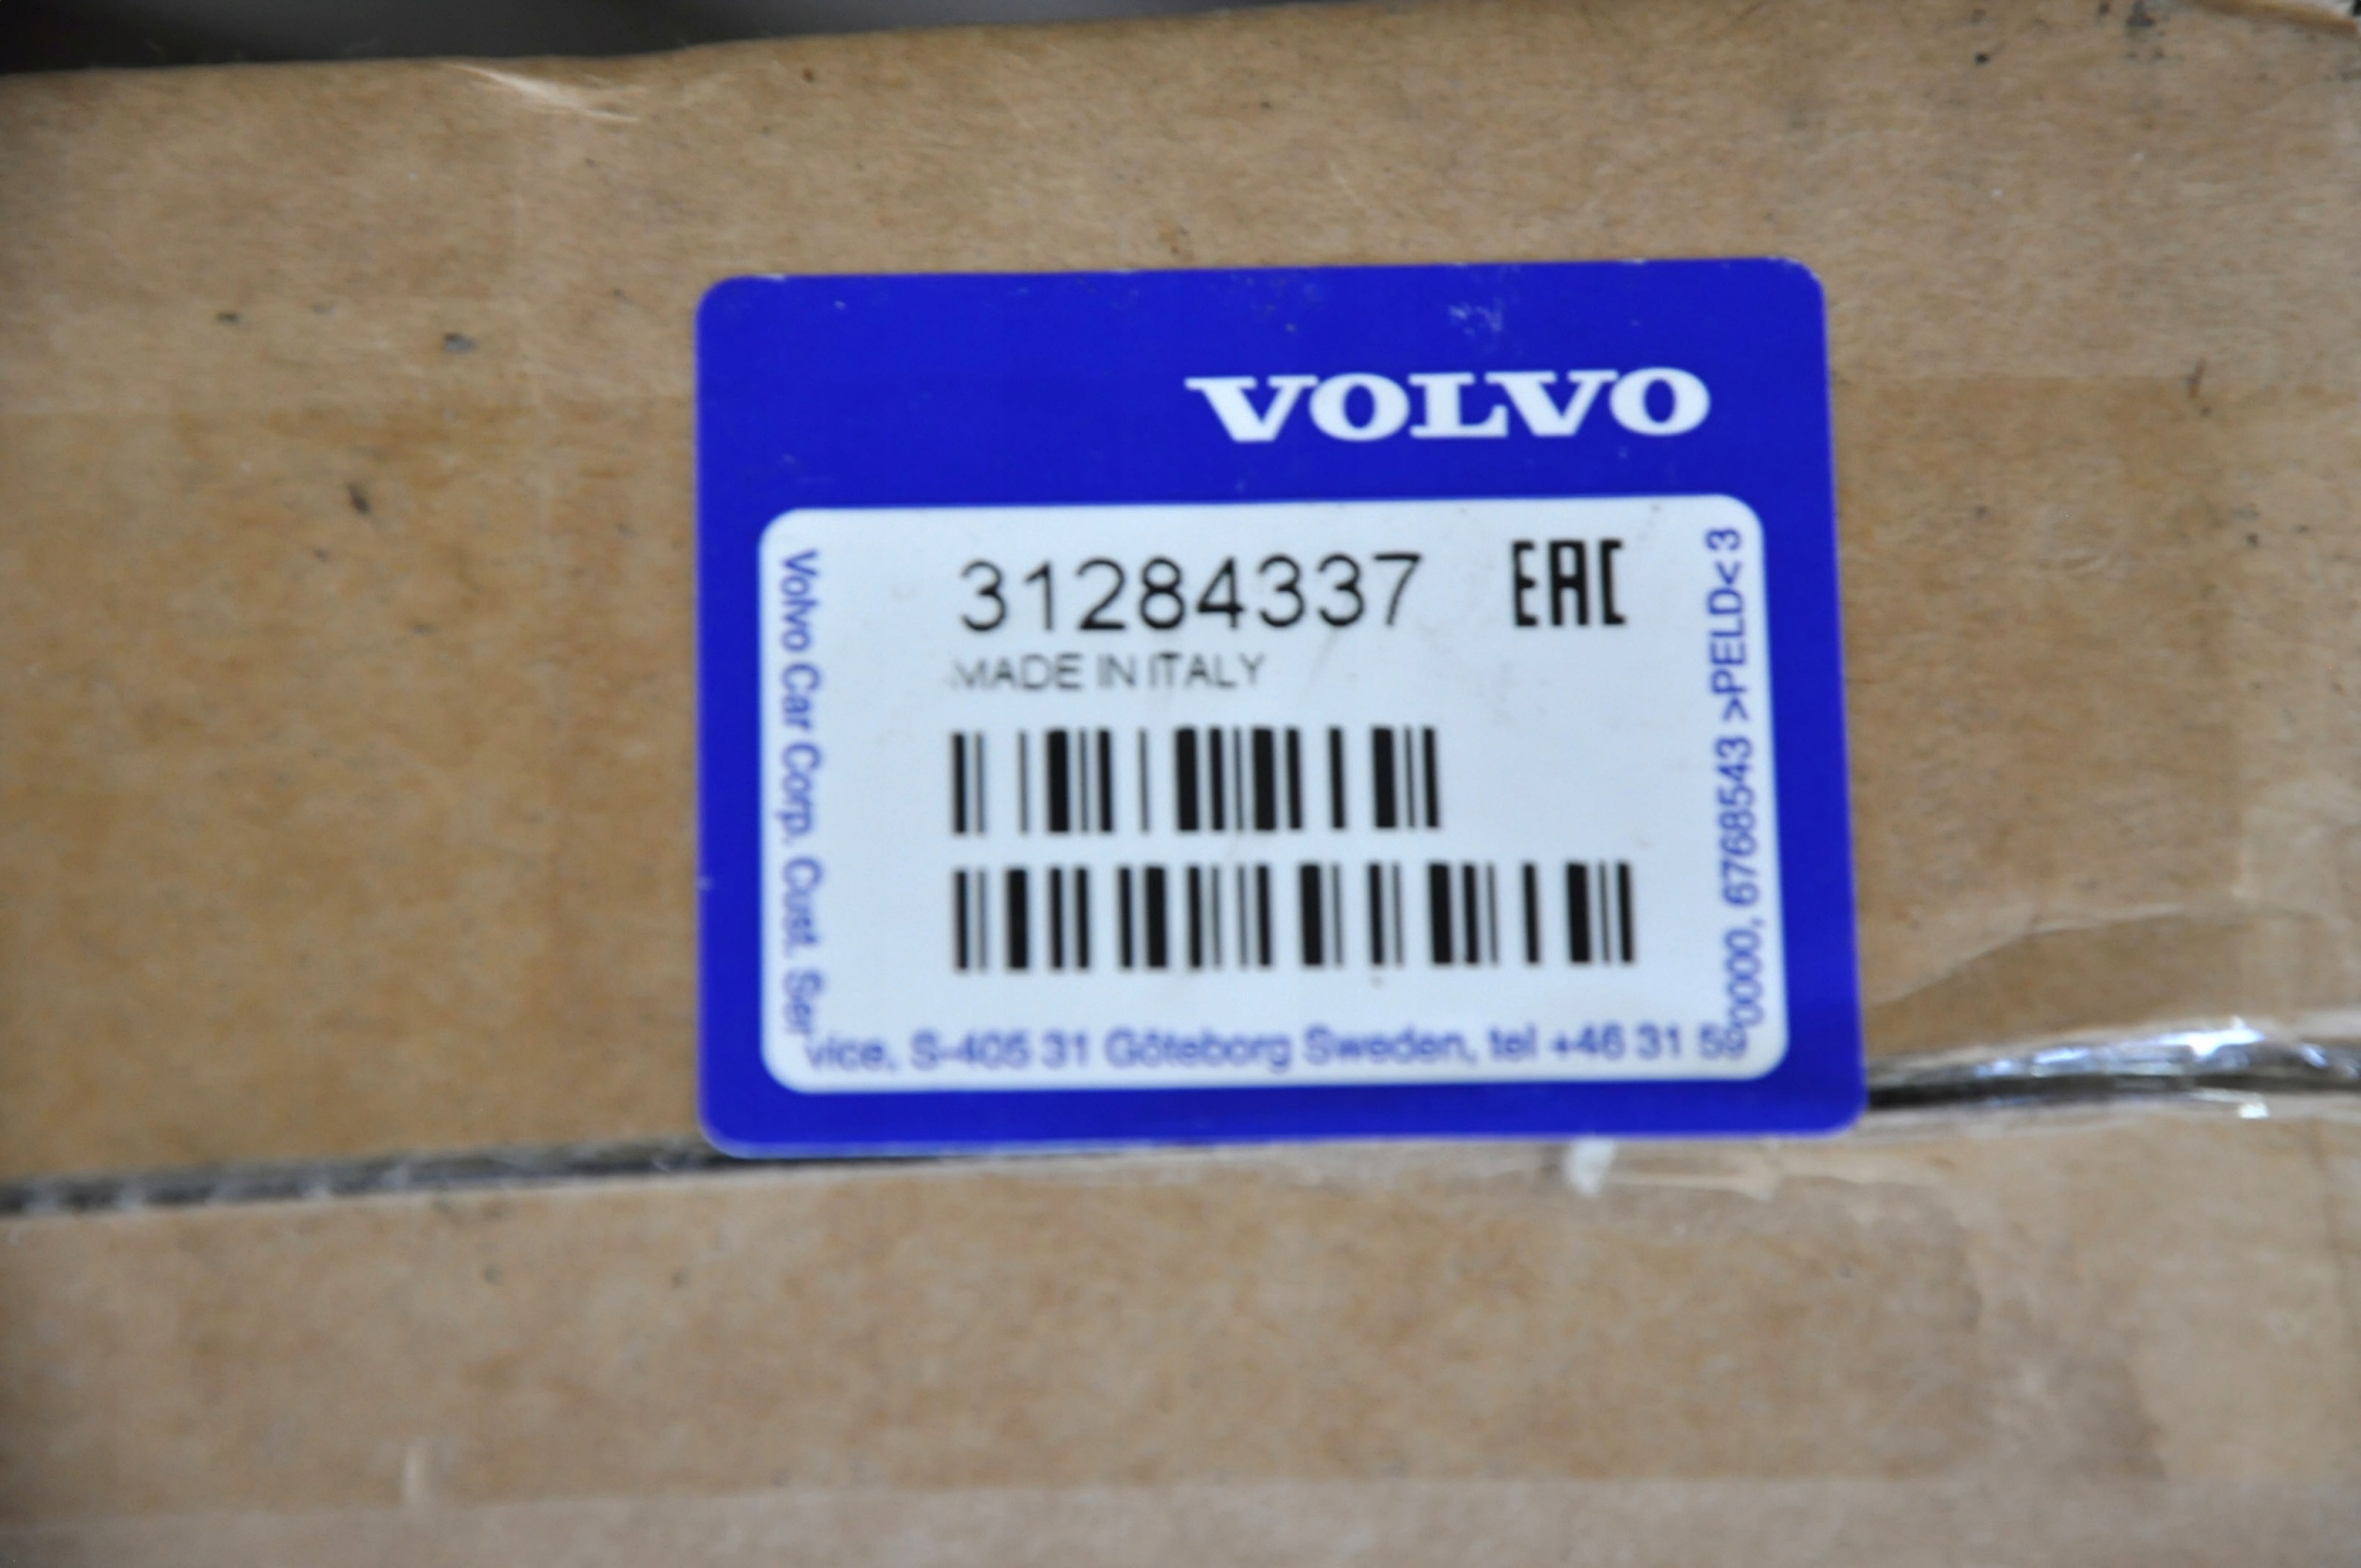 VOLVO
31284337 EAC
MADE IN ITALY
Volvo Car Corp. Cust. Service, S-405 31 Göteborg Sweden, tel +46 31 590000, 6768543 >PELD< 3